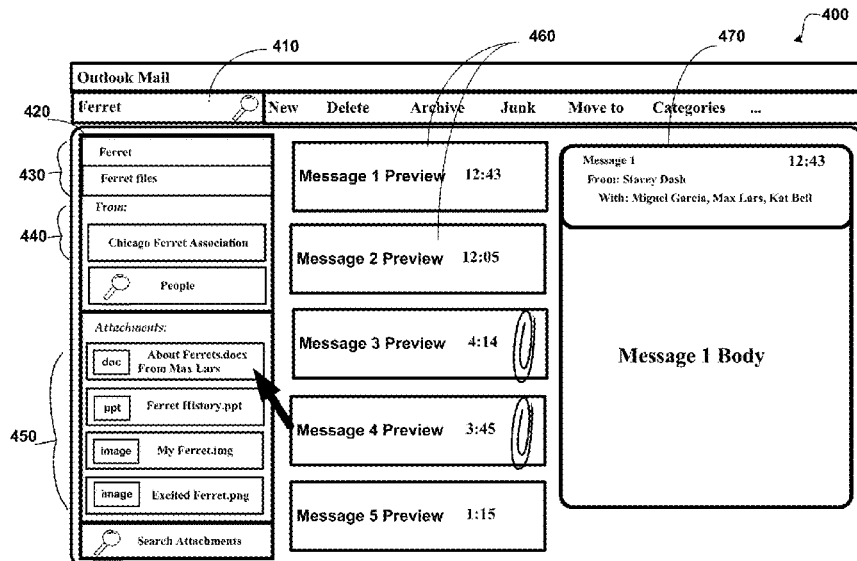 400
410
460
470
Outlook Mail
Ferret
New Delete Archive Junk Move to Categories ...
420
430
Ferret
Ferret files
440
From:
Chicago Ferret Association
People
450
Attachments:
doc
About Ferrets.docx
From Max Lars
ppt
Ferret History.ppt
image
My Ferret.img
image
Excited Ferret.png
Search Attachments
Message 1 Preview 12:43
Message 2 Preview 12:05
Message 3 Preview 4:14
Message 4 Preview 3:45
Message 5 Preview 1:15
Message 1 12:43
From: Stacey Dash
With: Miguel Garcia, Max Lars, Kat Bell
Message 1 Body